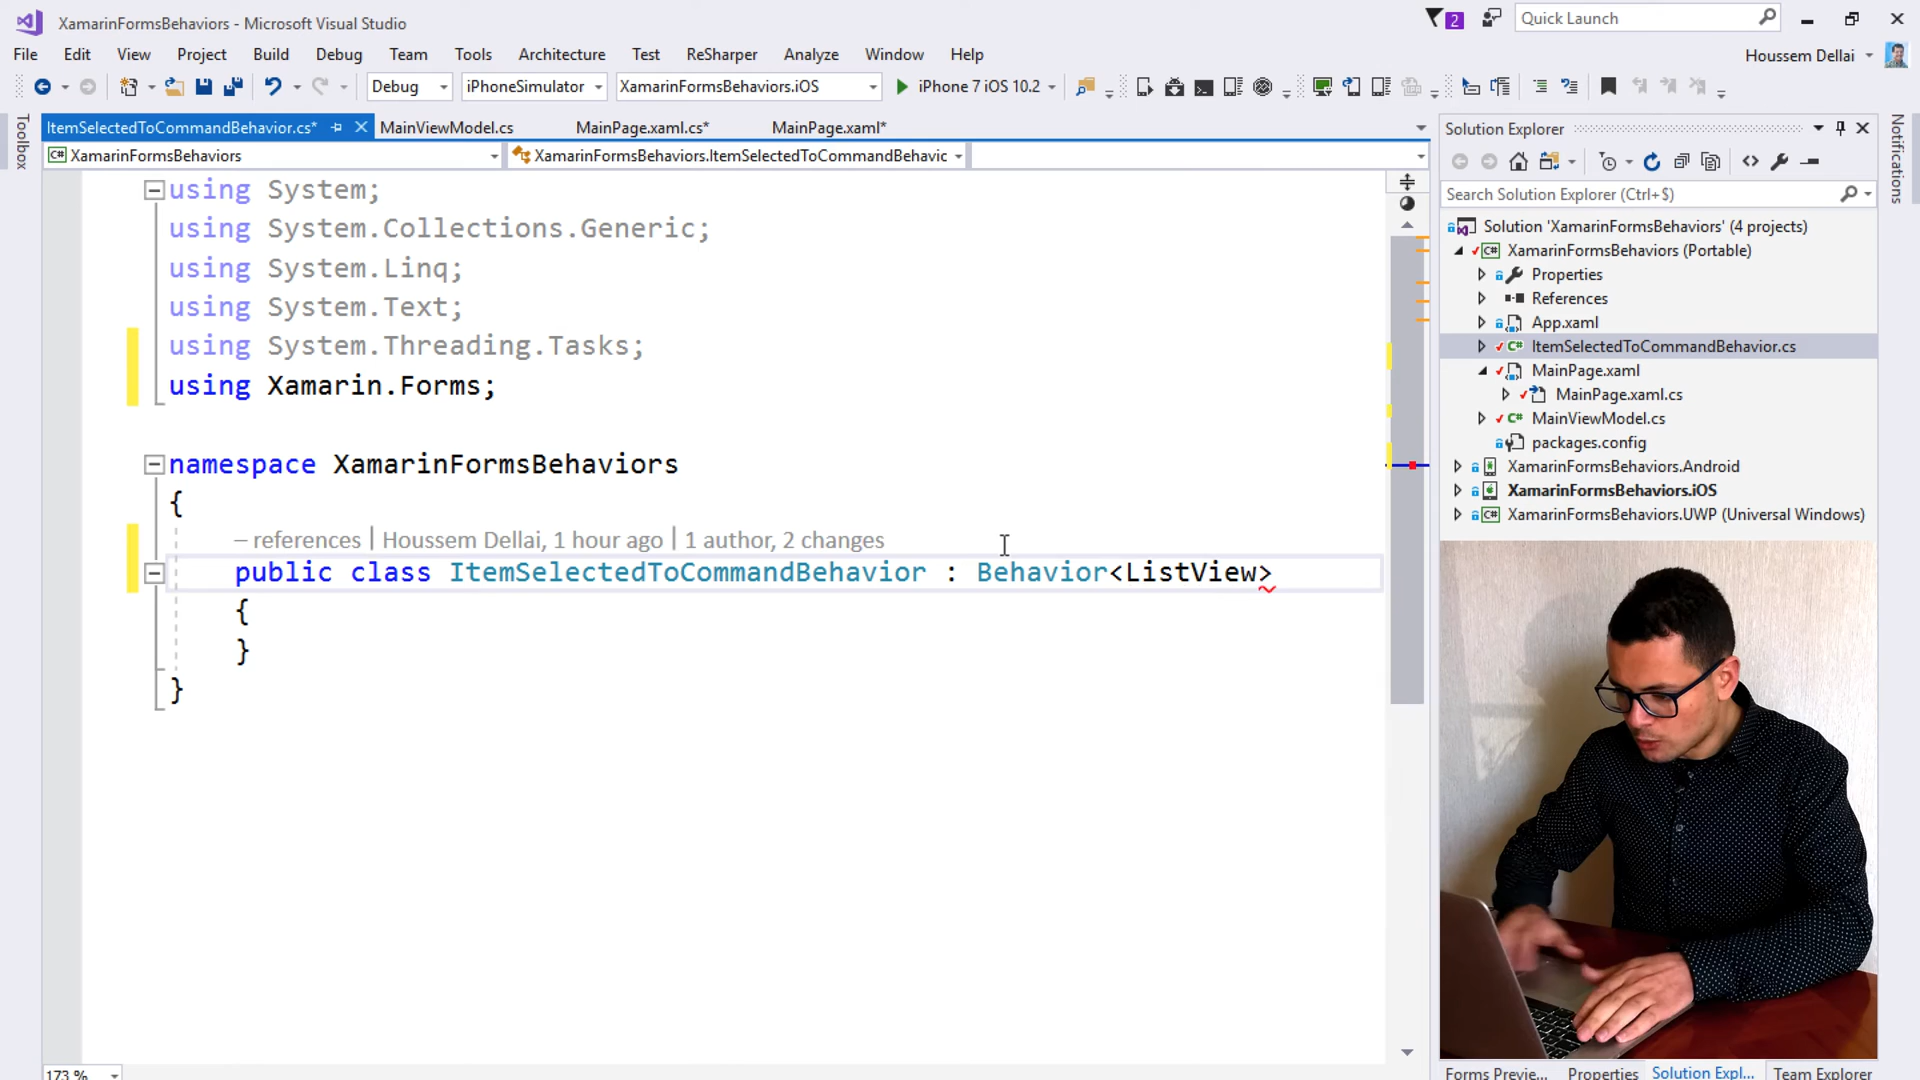 XamarinFormsBehaviors - Microsoft Visual Studio
2
Quick Launch
File Edit View Project Build Debug Team Tools Architecture Test ReSharper Analyze Window Help
Houssem Dellai
Debug iPhoneSimulator XamarinFormsBehaviors.iOS iPhone 7 iOS 10.2
Toolbox
ItemSelectedToCommandBehavior.cs* MainViewModel.cs MainPage.xaml.cs* MainPage.xaml*
XamarinFormsBehaviors XamarinFormsBehaviors.ItemSelectedToCommandBehavic
using System;
using System.Collections.Generic;
using System.Linq;
using System.Text;
using System.Threading.Tasks;
using Xamarin.Forms;
namespace XamarinFormsBehaviors
{
– references | Houssem Dellai, 1 hour ago | 1 author, 2 changes
public class ItemSelectedToCommandBehavior : Behavior<ListView>
{
}
}
173 %
Solution Explorer
Search Solution Explorer (Ctrl+$)
Solution 'XamarinFormsBehaviors' (4 projects)
XamarinFormsBehaviors (Portable)
Properties
References
App.xaml
ItemSelectedToCommandBehavior.cs
MainPage.xaml
MainPage.xaml.cs
MainViewModel.cs
packages.config
XamarinFormsBehaviors.Android
XamarinFormsBehaviors.iOS
XamarinFormsBehaviors.UWP (Universal Windows)
Notifications
Forms Previe... Properties Solution Expl... Team Explorer